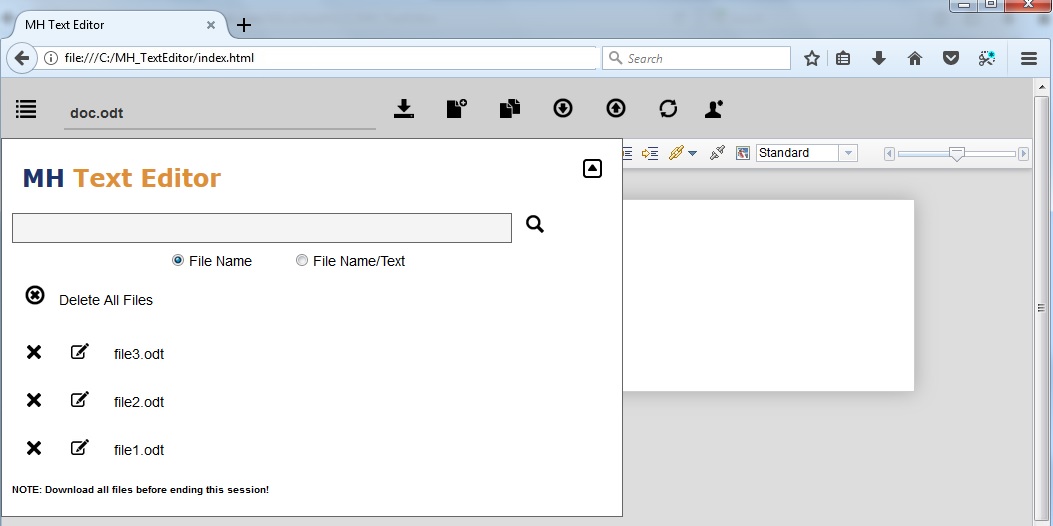 MH Text Editor
file:///C:/MH_TextEditor/index.html
Search
doc.odt
Standard
MH Text Editor
File Name
File Name/Text
Delete All Files
file3.odt
file2.odt
file1.odt
NOTE: Download all files before ending this session!